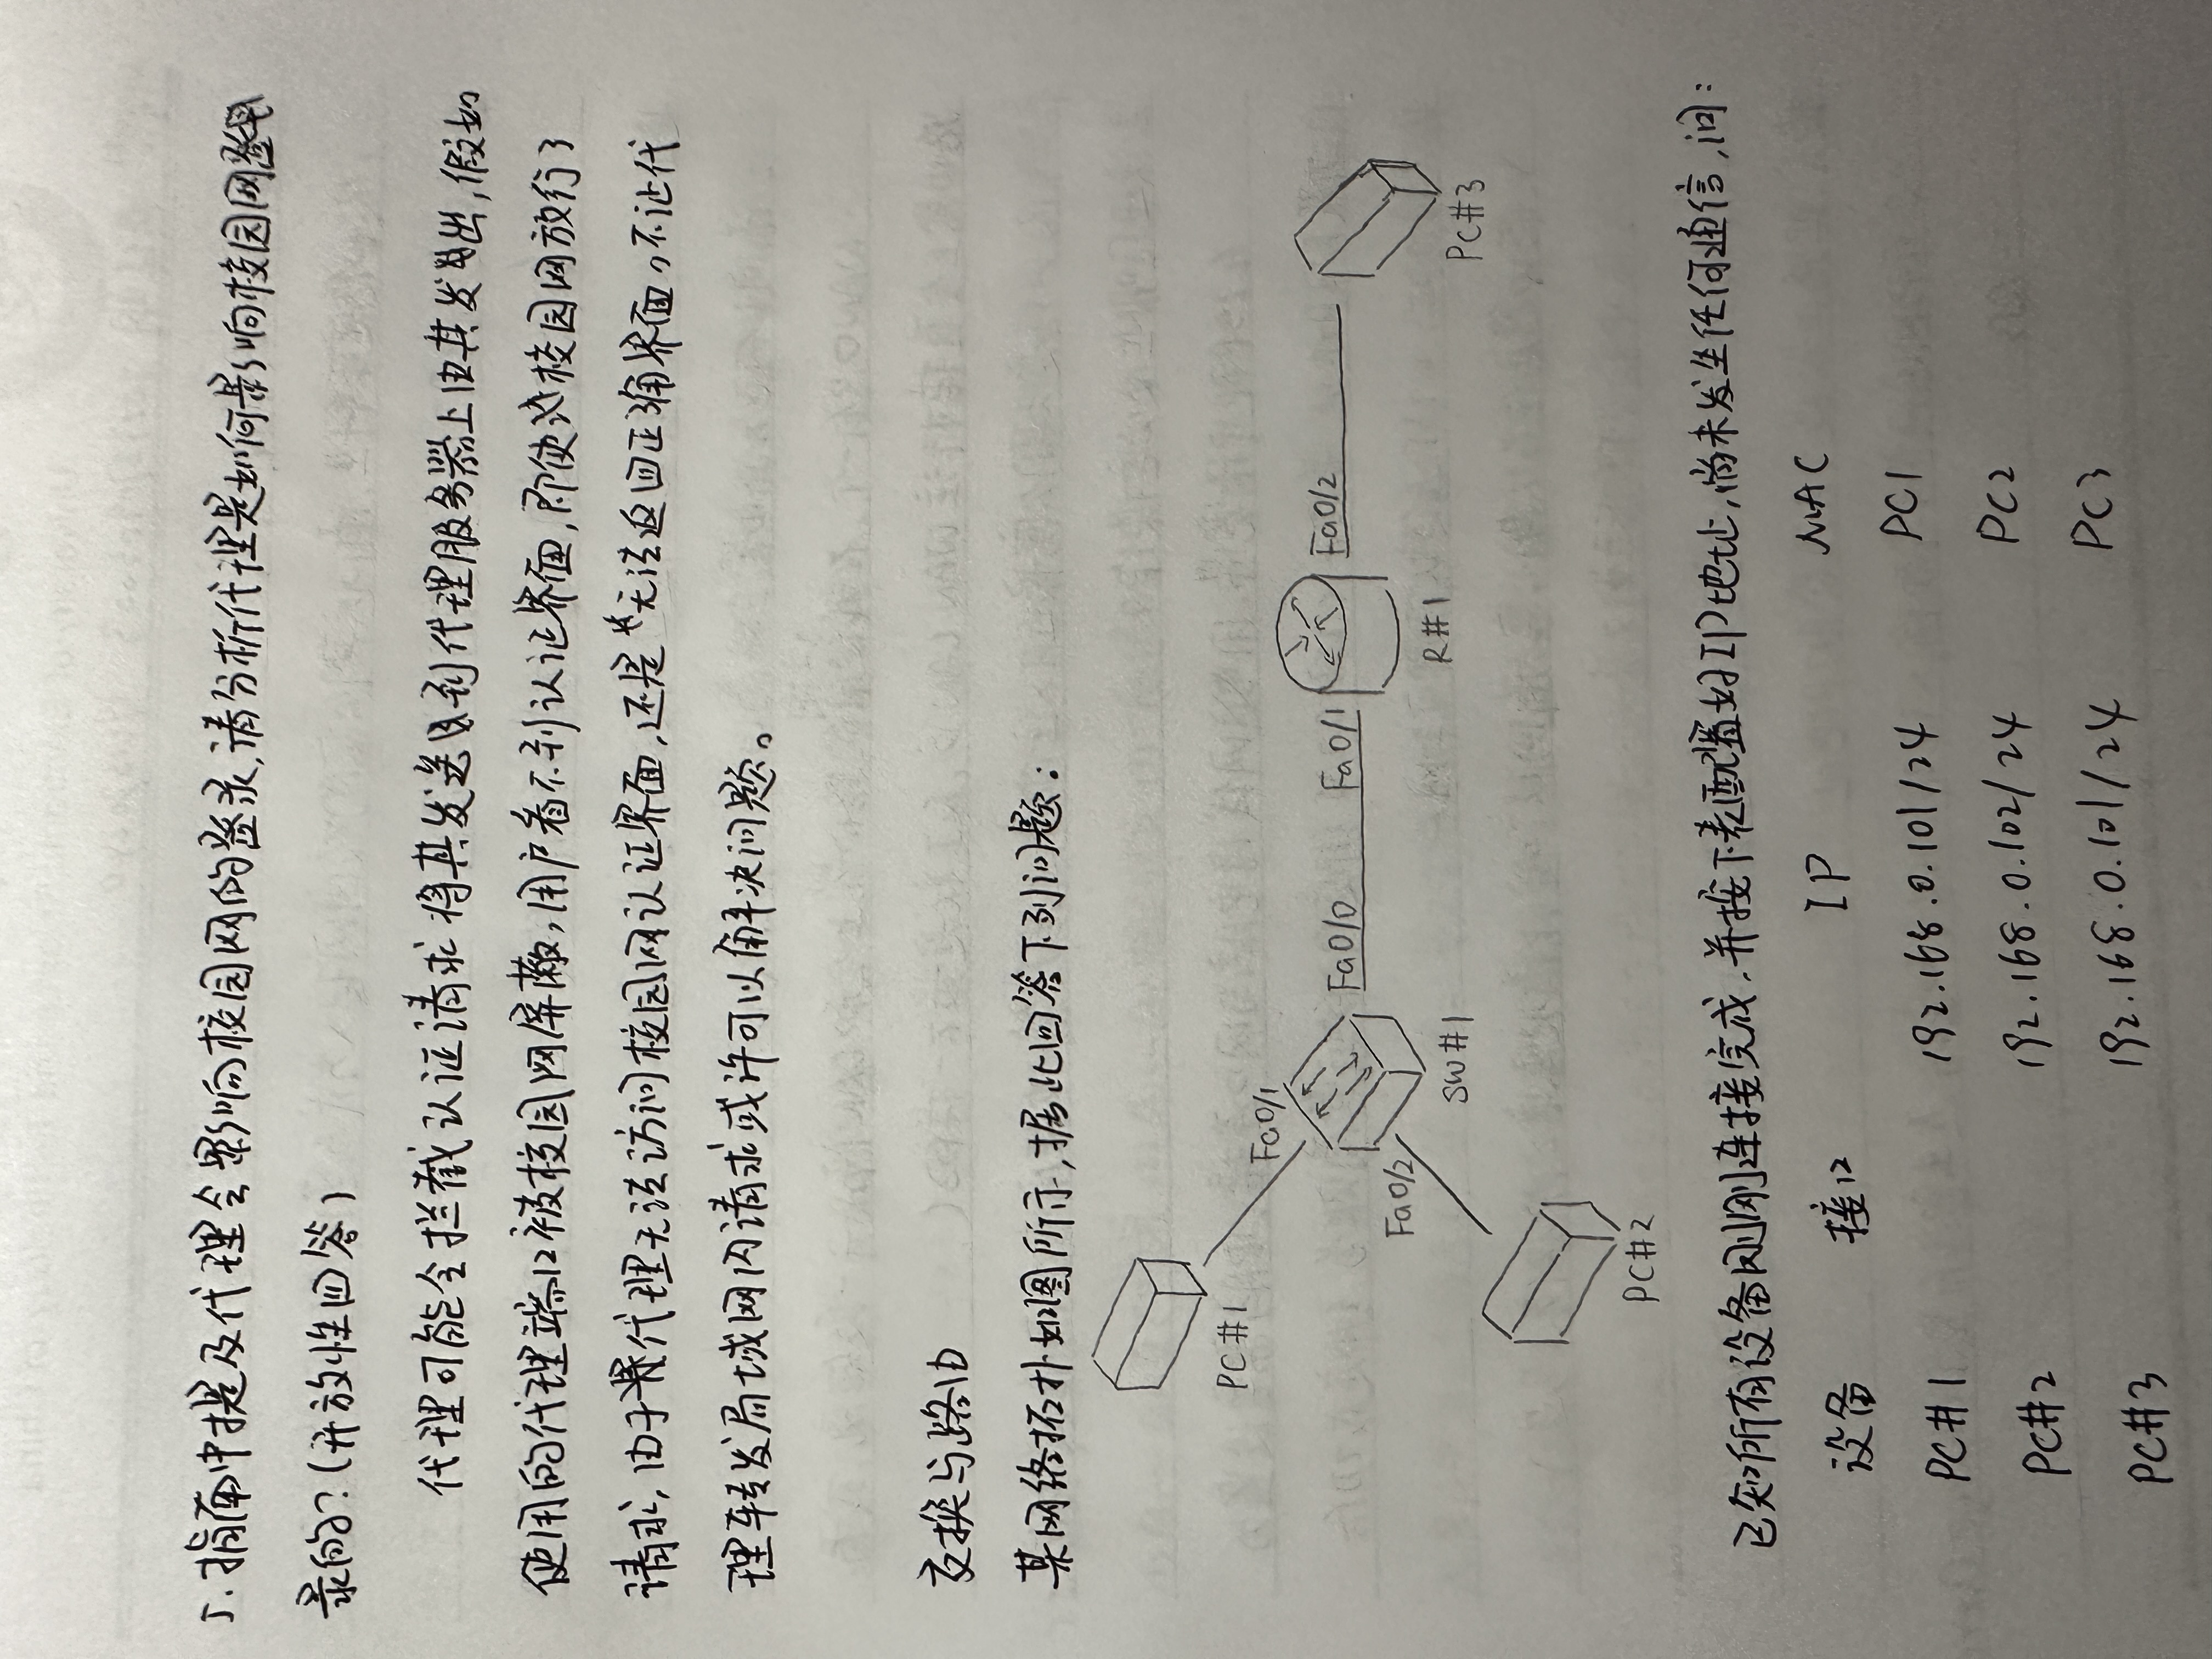 5.指南中提及代理会影响校园网的登录,请分析代理是如何影响校园网登
录的?(开放性回答)
代理可能会拦截认证请求将其发送到代理服务器上由其发出,假如
使用的代理端口被校园网屏蔽,用户看不到认证界面,即使校园网放行了
请求,由于代理无法访问校园网认证界面,还是无法返回正确界面。不让代
理转发局域网内请求或许可以解决问题。
交换与路由
某网络拓扑如图所示,据此回答下列问题:
PC#1
Fa0/1
Fa0/0
Fa0/1
Fa0/2
Fa0/2
SW#1
R#1
PC#3
PC#2
已知所有设备刚刚连接完成,并按下表配置好IP地址,尚未发生任何通信,问:
设备 接口 IP MAC
PC#1 192.168.0.101/24 PC1
PC#2 192.168.0.102/24 PC2
PC#3 192.168.0.101/24 PC3